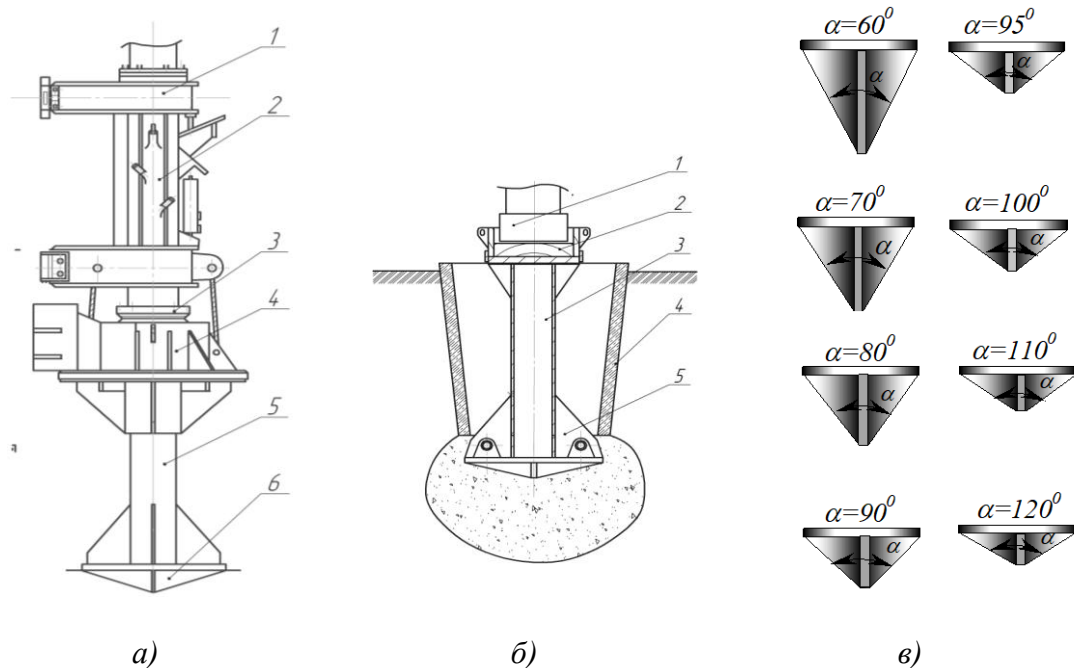 1
2
3
4
5
6
а)
1
2
3
4
5
б)
α=60⁰
α
α=95⁰
α
α=70⁰
α
α=100⁰
α
α=80⁰
α
α=110⁰
α
α=90⁰
α
α=120⁰
α
в)